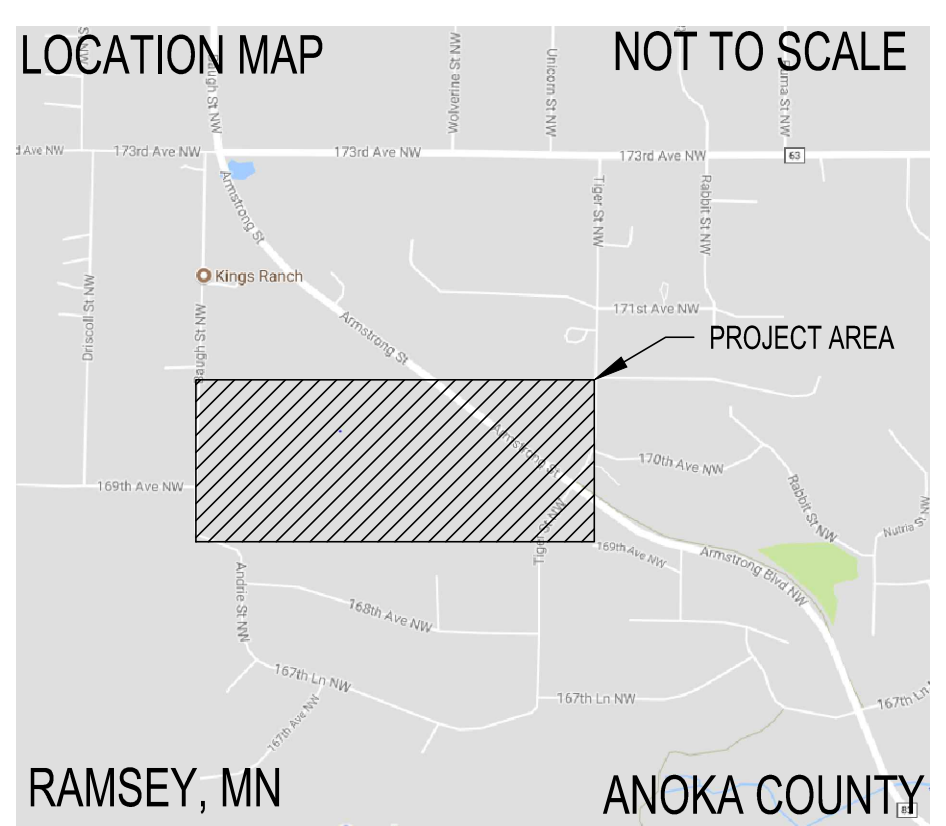 LOCATION MAP
NOT TO SCALE
Wolverine St NW
Unicorn St NW
173rd Ave NW
173rd Ave NW
173rd Ave NW
63
Armstrong St
Tiger St NW
Rabbit St NW
Kings Ranch
Driscoll St NW
Baugh St NW
171st Ave NW
Armstrong St
PROJECT AREA
Armstrong St
170th Ave NW
169th Ave NW
Rabbit St NW
Nutria St NW
Tiger St NW
169th Ave NW
Armstrong Blvd NW
Andrie St NW
168th Ave NW
167th Ln NW
167th Ln NW
167th Ln
167th Ave NW
RAMSEY, MN
ANOKA COUNTY
83